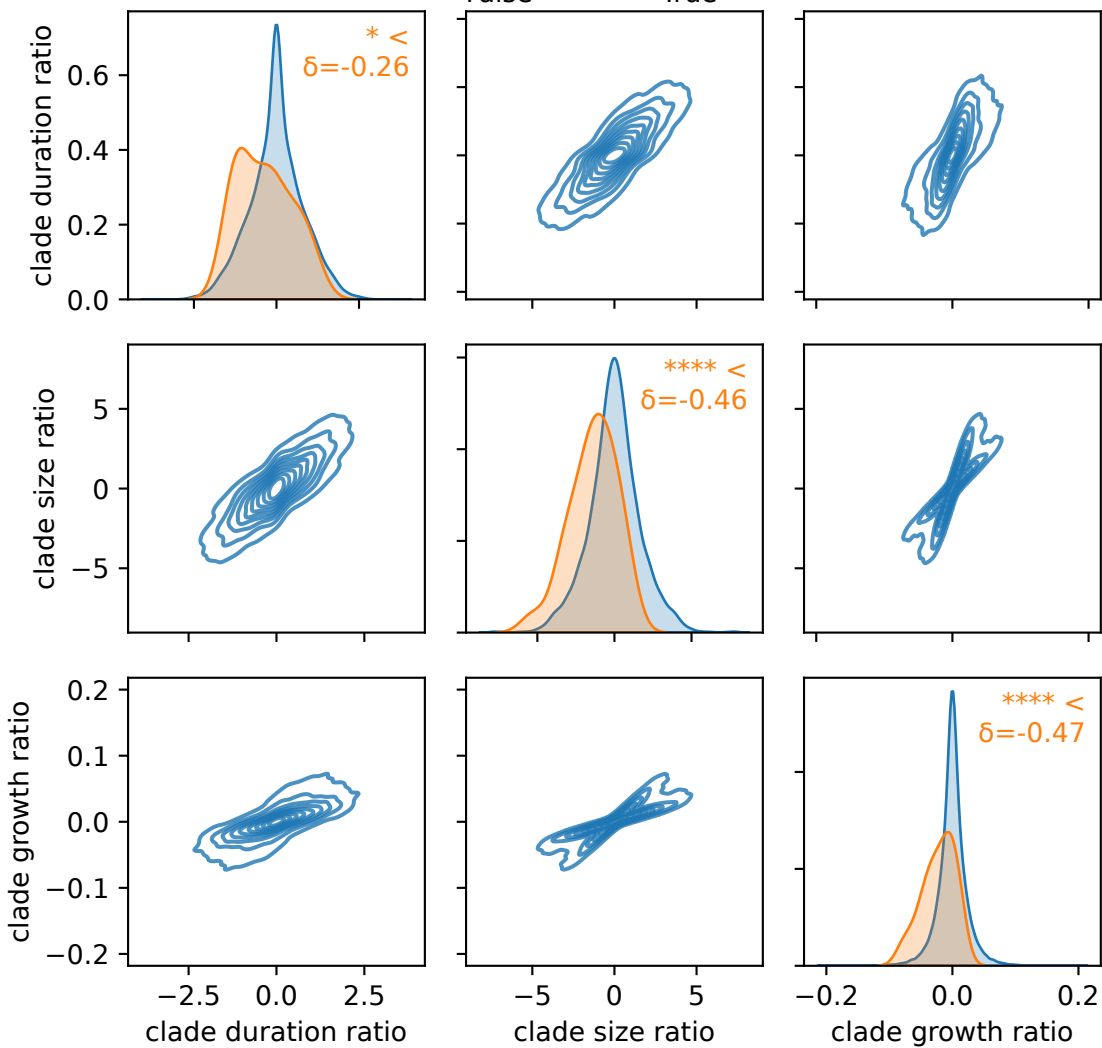 clade duration ratio
0.6
0.4
0.2
0.0
* <
δ=-0.26
clade size ratio
5
0
−5
**** <
δ=-0.46
clade growth ratio
0.2
0.1
0.0
−0.1
−0.2
**** <
δ=-0.47
−2.5 0.0 2.5
−5 0 5
−0.2 0.0 0.2
clade duration ratio
clade size ratio
clade growth ratio